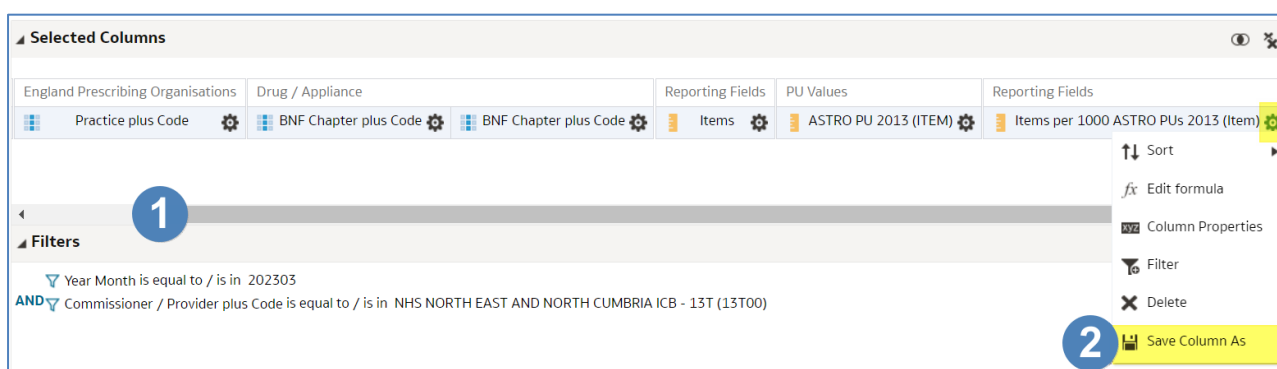 Selected Columns
England Prescribing Organisations Drug / Appliance Reporting Fields PU Values Reporting Fields
Practice plus Code BNF Chapter plus Code BNF Chapter plus Code Items ASTRO PU 2013 (ITEM) Items per 1000 ASTRO PUs 2013 (Item)
Sort
fx Edit formula
xyz Column Properties
Filter
Delete
2 Save Column As
1
Filters
Year Month is equal to / is in 202303
AND Commissioner / Provider plus Code is equal to / is in NHS NORTH EAST AND NORTH CUMBRIA ICB - 13T (13T00)